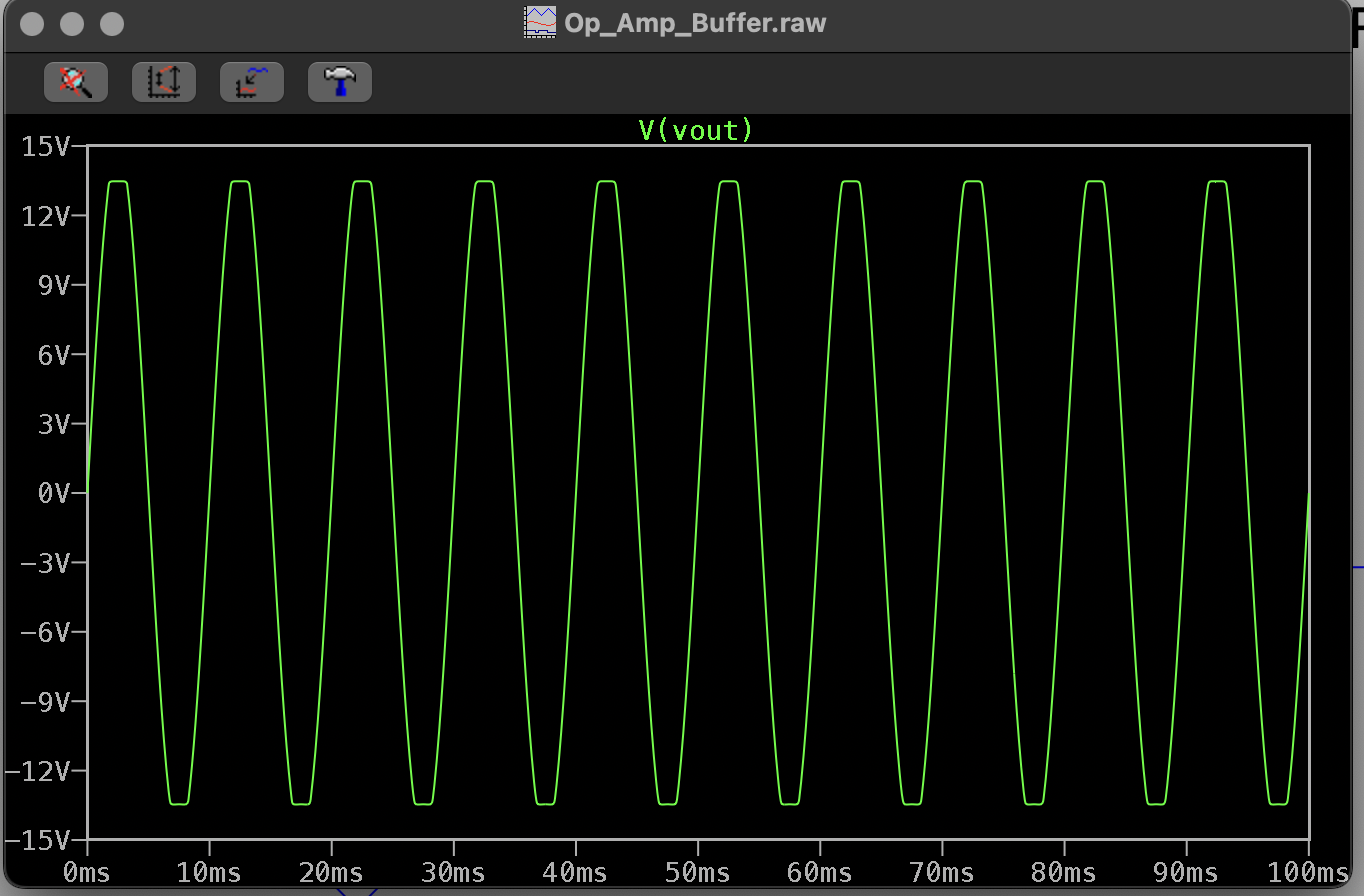 Op_Amp_Buffer.raw
V(vout)
15V
12V
9V
6V
3V
0V
−3V
−6V
−9V
−12V
−15V
0ms 10ms 20ms 30ms 40ms 50ms 60ms 70ms 80ms 90ms 100ms